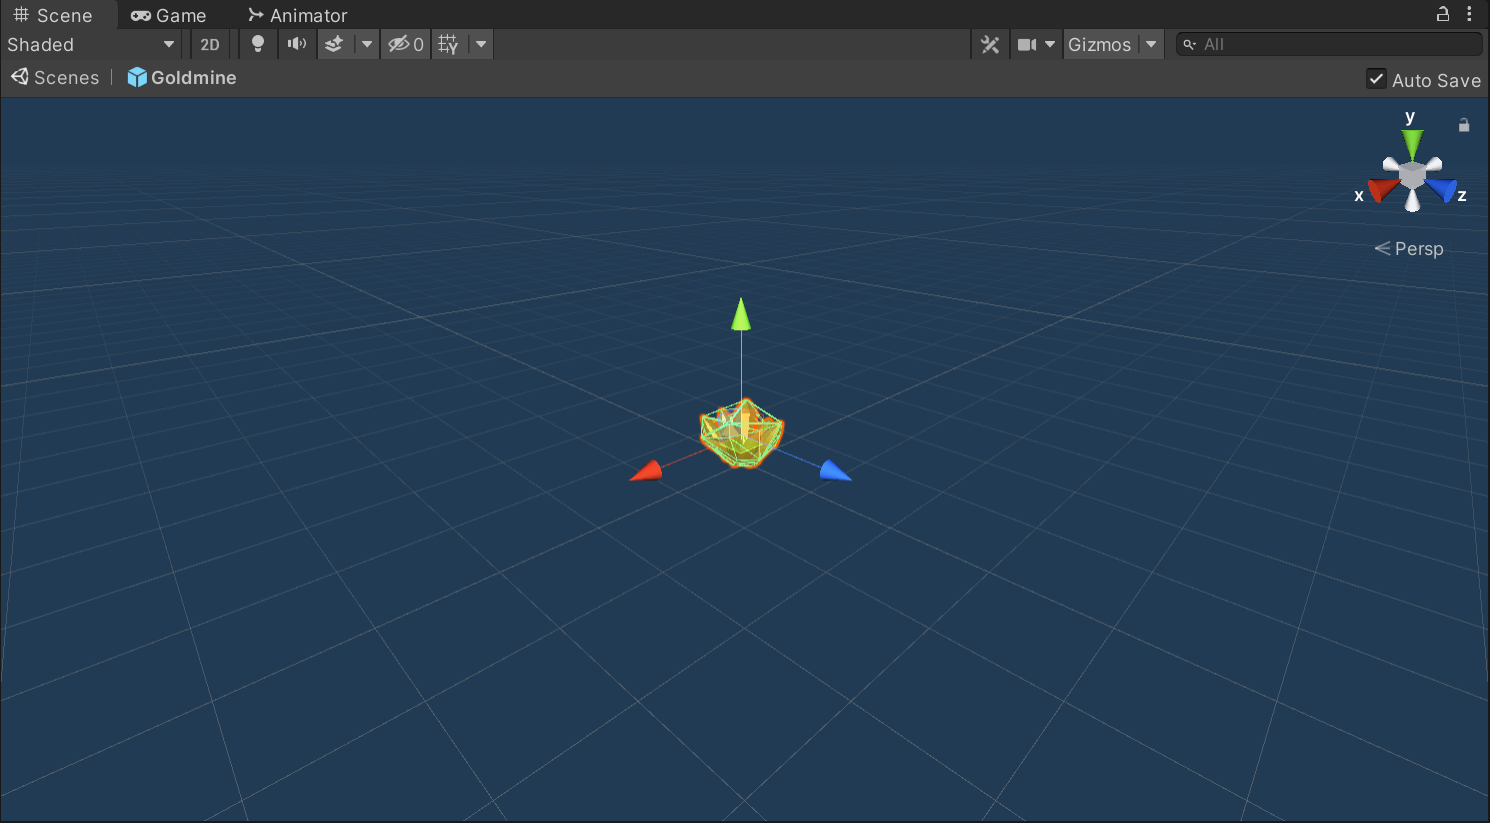 Scene Game Animator
Shaded 2D 0 Gizmos All
Scenes Goldmine Auto Save
y
x z
Persp